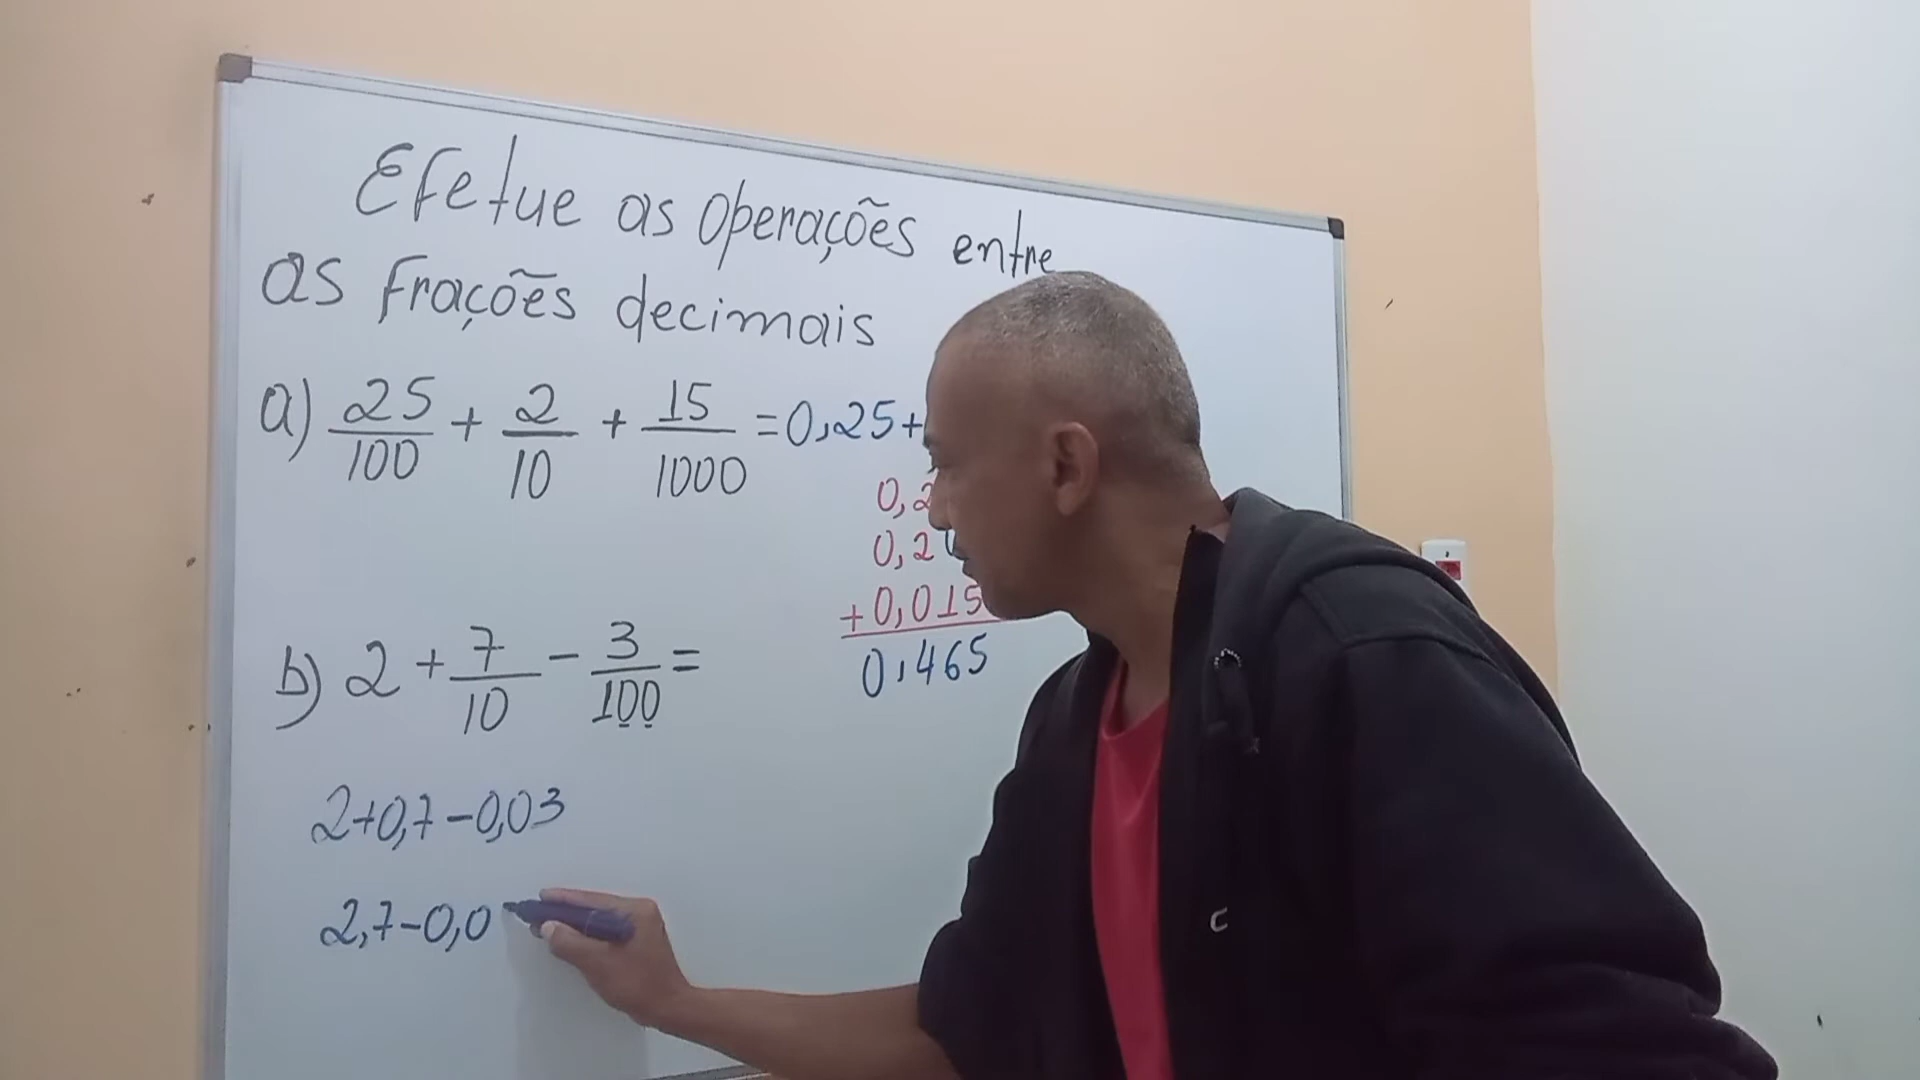 Efetue as operações entre
as frações decimais
a) 25/100 + 2/10 + 15/1000 = 0,25+
0,2
0,2
+0,015
0,465
b) 2 + 7/10 - 3/100 =
2+0,7-0,03
2,7-0,0